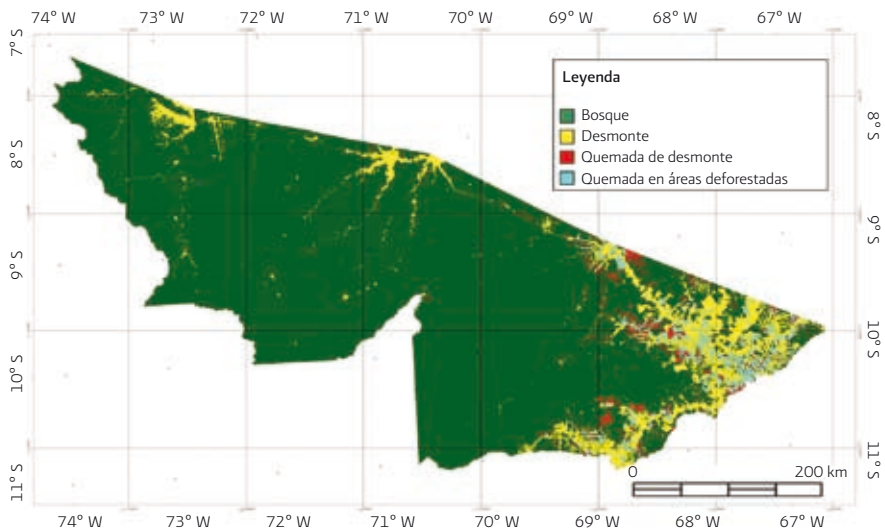 74° W 73° W 72° W 71° W 70° W 69° W 68° W 67° W
7° S
8° S
9° S
10° S
11° S
8° S
9° S
10° S
11° S
Leyenda
Bosque
Desmonte
Quemada de desmonte
Quemada en áreas deforestadas
0 200 km
74° W 73° W 72° W 71° W 70° W 69° W 68° W 67° W